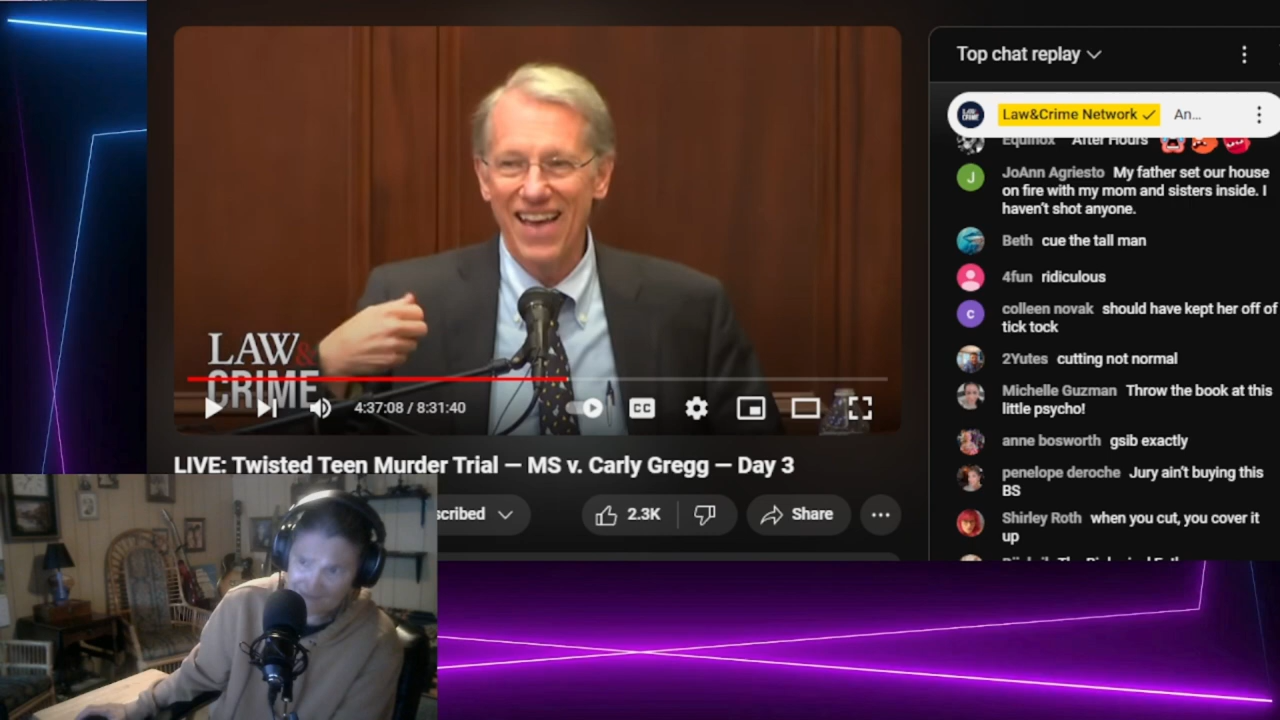 Top chat replay
LAW&CRIME
Law&Crime Network An...
Equinox After Hours
J
JoAnn Agriesto My father set our house
on fire with my mom and sisters inside. I
haven't shot anyone.
Beth cue the tall man
4fun ridiculous
c
colleen novak should have kept her off of
tick tock
2Yutes cutting not normal
Michelle Guzman Throw the book at this
little psycho!
anne bosworth gsib exactly
penelope deroche Jury ain't buying this
BS
Shirley Roth when you cut, you cover it
up
LAW&
CRIME
4:37:08 / 8:31:40
CC
LIVE: Twisted Teen Murder Trial — MS v. Carly Gregg — Day 3
scribed
2.3K
Share